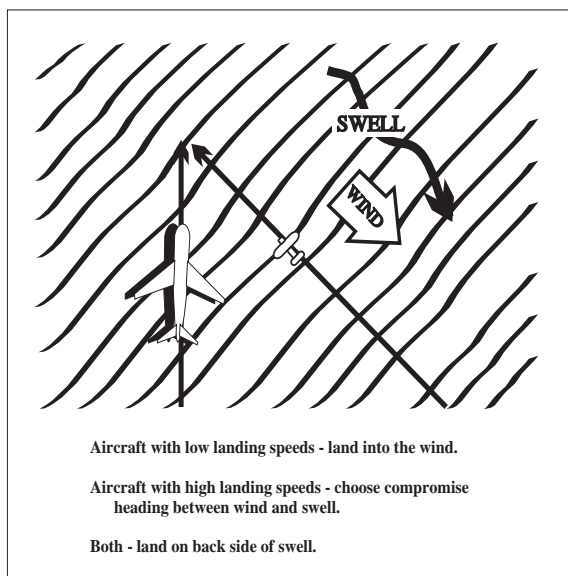 SWELL
WIND
Aircraft with low landing speeds - land into the wind.
Aircraft with high landing speeds - choose compromise
heading between wind and swell.
Both - land on back side of swell.